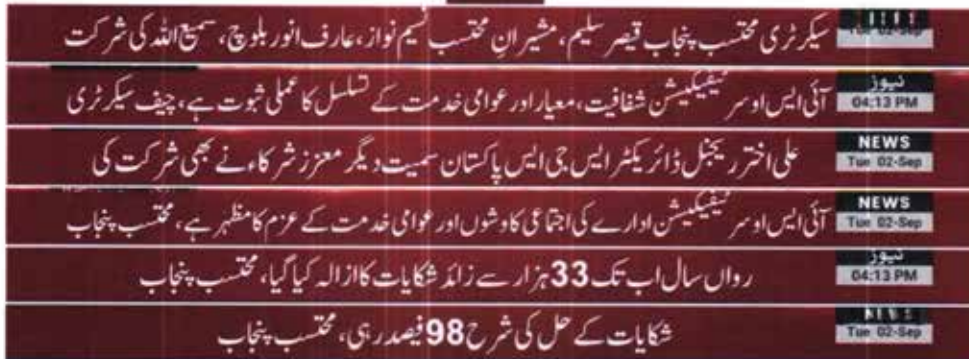 سیکرٹری محتسب پنجاب قیصر سلیم، مشیرانِ محتسب نسیم نواز، عارف انور بلوچ، سمیع اللہ کی شرکت
Tue 02-Sep
آئی ایس او سرٹیفیکیشن شفافیت، معیار اور عوامی خدمت کے تسلسل کا عملی ثبوت ہے، چیف سیکرٹری
نیوز
04:13 PM
علی اختر ریجنل ڈائریکٹر ایس جی ایس پاکستان سمیت دیگر معزز شرکاء نے بھی شرکت کی
NEWS
Tue 02-Sep
آئی ایس او سرٹیفیکیشن ادارے کی اجتماعی کاوشوں اور عوامی خدمت کے عزم کا مظہر ہے، محتسب پنجاب
NEWS
Tue 02-Sep
رواں سال اب تک 33 ہزار سے زائد شکایات کا ازالہ کیا گیا، محتسب پنجاب
نیوز
04:13 PM
شکایات کے حل کی شرح 98 فیصد رہی، محتسب پنجاب
NEWS
Tue 02-Sep